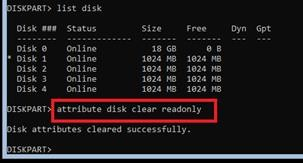 DISKPART> list disk
Disk ### Status Size Free Dyn Gpt
-------- ------------- ------- ------- --- ---
Disk 0 Online 18 GB 0 B
* Disk 1 Online 1024 MB 1024 MB
Disk 2 Online 1024 MB 1024 MB
Disk 3 Online 1024 MB 1024 MB
Disk 4 Online 1024 MB 1024 MB
DISKPART> attribute disk clear readonly
Disk attributes cleared successfully.
DISKPART>